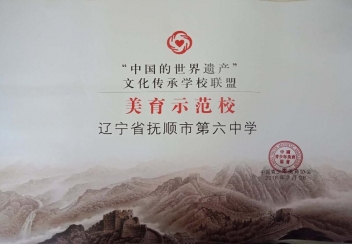 “中国的世界遗产”
文化传承学校联盟
美育示范校
辽宁省抚顺市第六中学